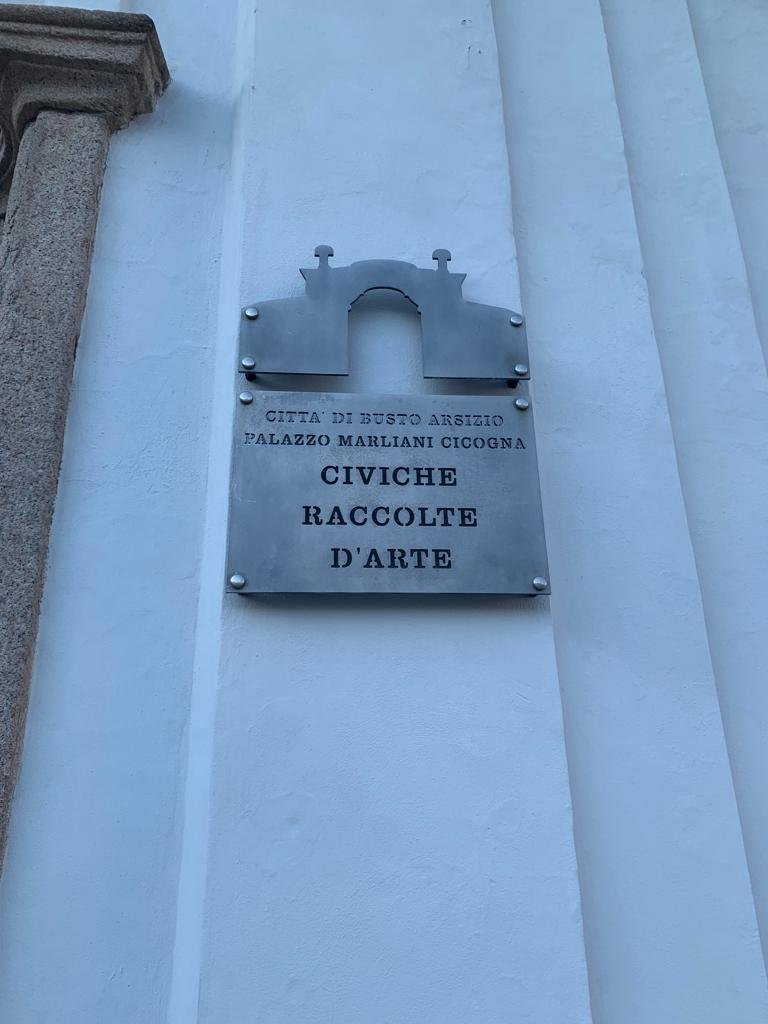 CITTA' DI BUSTO ARSIZIO
PALAZZO MARLIANI CICOGNA
CIVICHE
RACCOLTE
D'ARTE